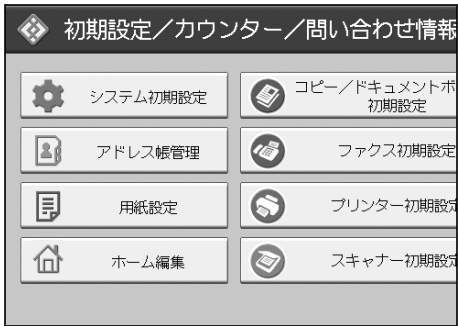 初期設定／カウンター／問い合わせ情報
システム初期設定
コピー／ドキュメントボ
初期設定
アドレス帳管理
ファクス初期設定
用紙設定
プリンター初期設定
ホーム編集
スキャナー初期設定